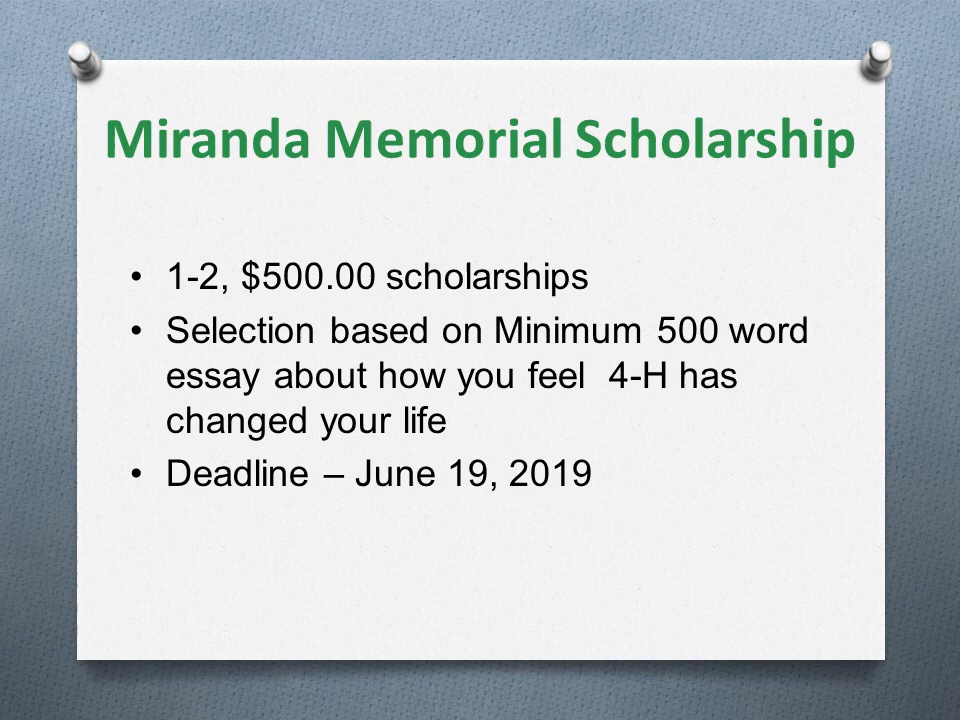 Miranda Memorial Scholarship
• 1-2, $500.00 scholarships
• Selection based on Minimum 500 word
essay about how you feel  4-H has
changed your life
• Deadline – June 19, 2019